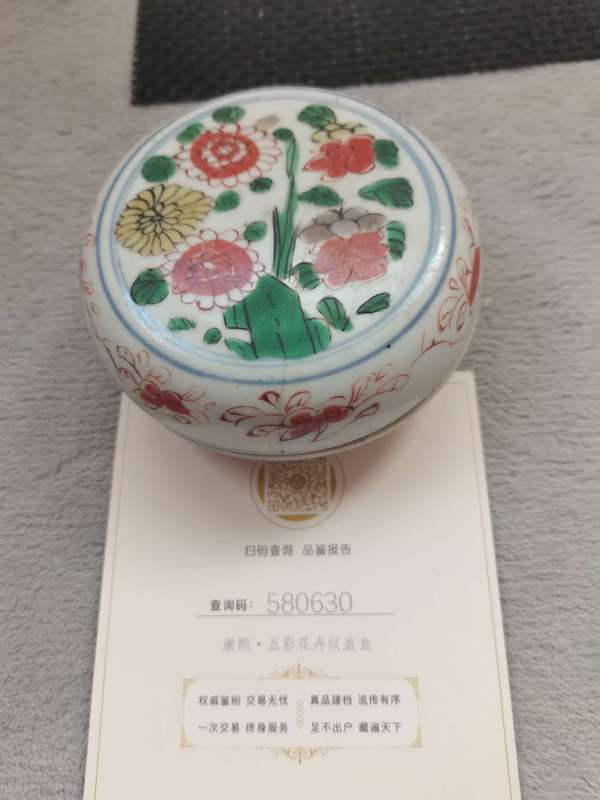 扫码查询 品鉴报告
查询码：580630
康熙·五彩花卉纹盖盒
权威鉴别 交易无忧 真品建档 流传有序
一次交易 终身服务 足不出户 藏遍天下